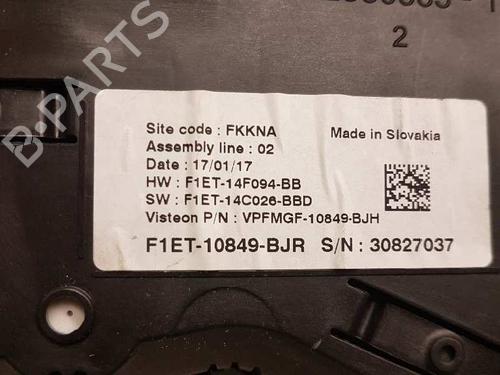 2
Site code : FKKNA
Made in Slovakia
Assembly line : 02
Date : 17/01/17
HW : F1ET-14F094-BB
SW : F1ET-14C026-BBD
Visteon P/N : VPFMGF-10849-BJH
F1ET-10849-BJR S/N : 30827037
B-PARTS